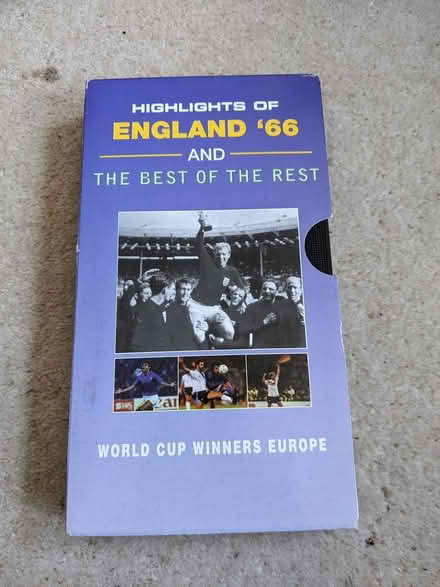 HIGHLIGHTS OF
ENGLAND ‘66
AND
THE BEST OF THE REST
WORLD CUP WINNERS EUROPE